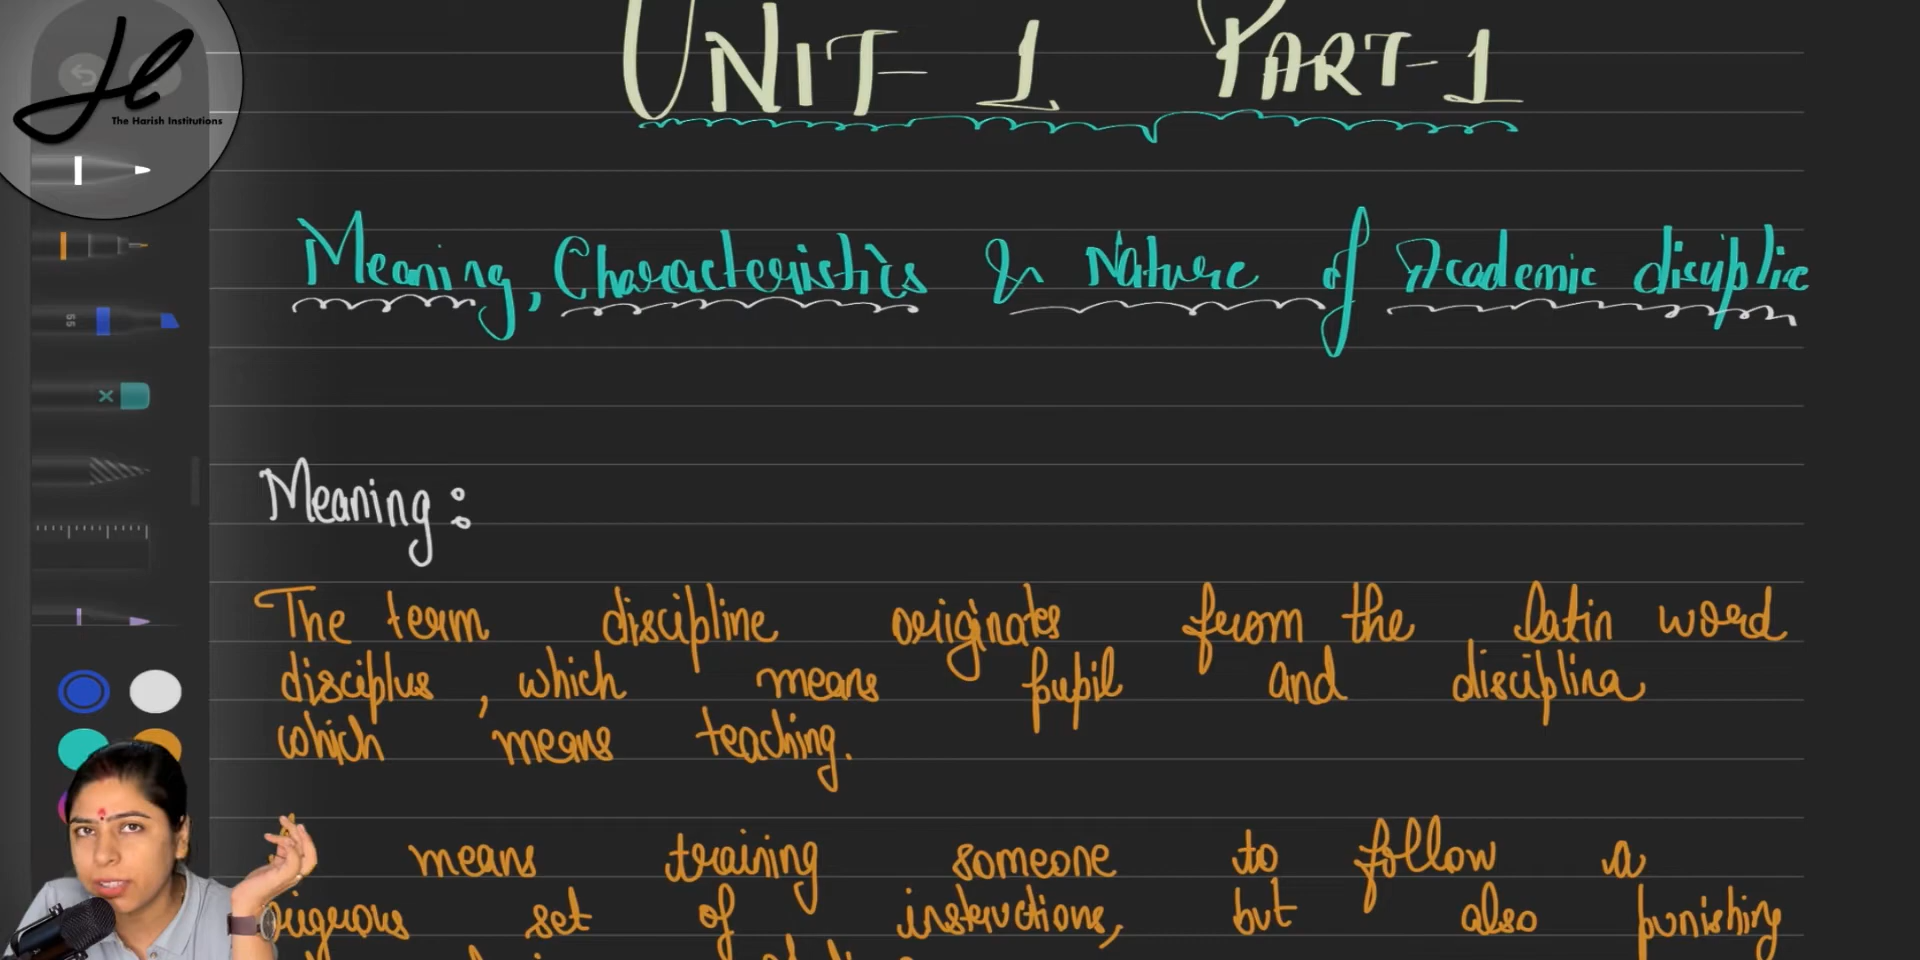 The Harish Institutions
UNIT-1 PART-1
Meaning, Characteristics & Nature of Academic discipline
Meaning:
The term discipline originates from the latin word
disciplus, which means pupil and disciplina
which means teaching.
means training someone to follow a
set of instructions, but also punishing